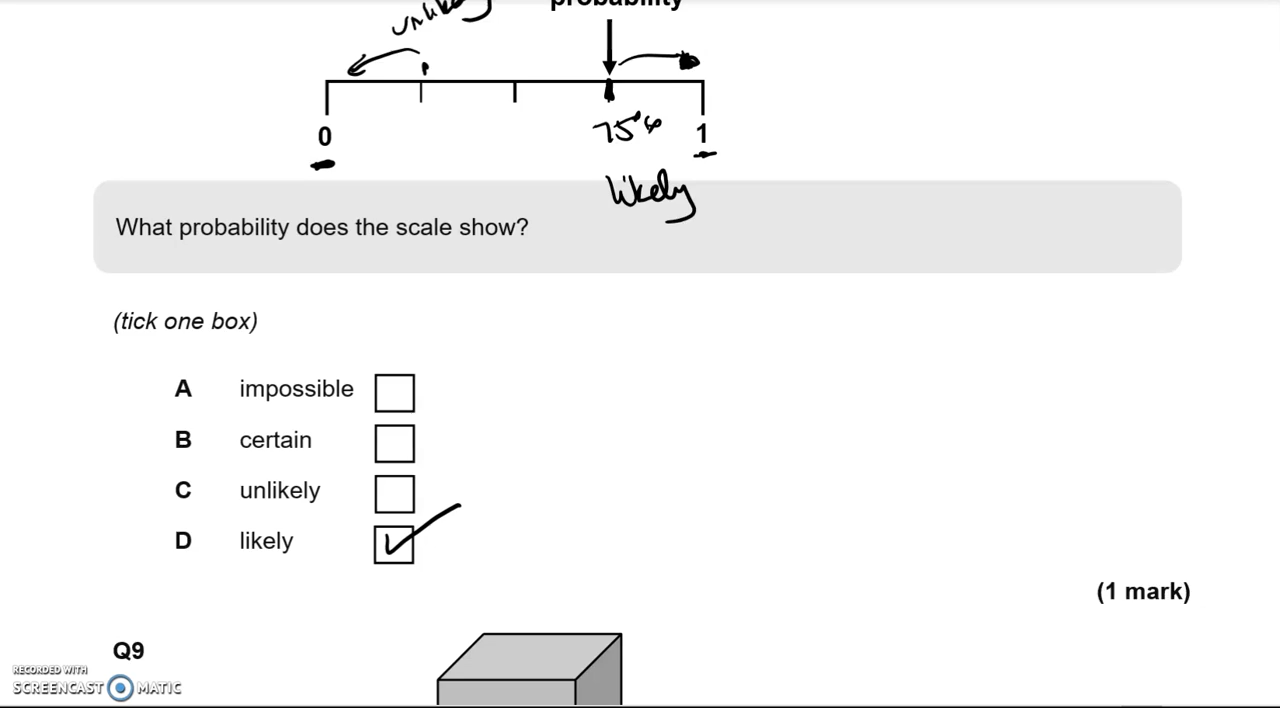 unlikely
probability
0
75%
1
likely
What probability does the scale show?
(tick one box)
A impossible
B certain
C unlikely
D likely
(1 mark)
Q9
RECORDED WITH
SCREENCAST MATIC